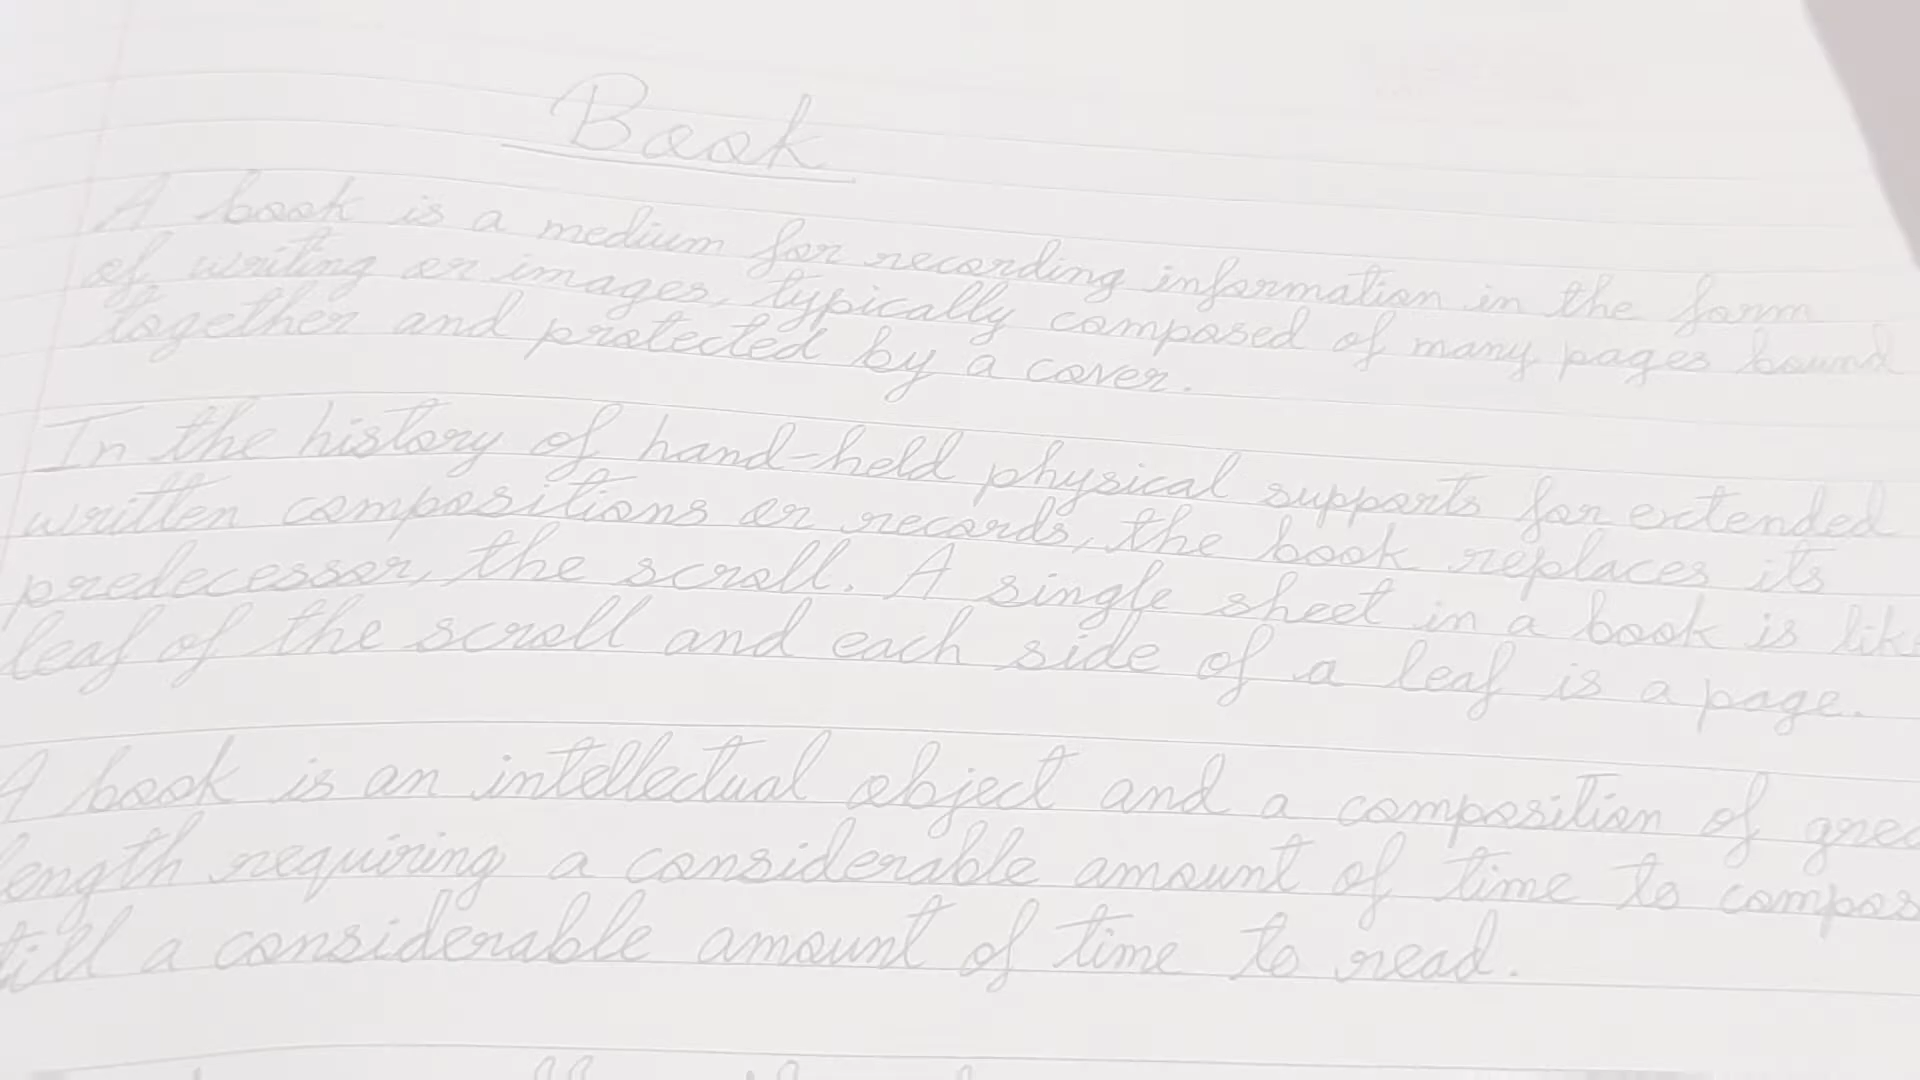 Book
A book is a medium for recording information in the form
of writing or images, typically composed of many pages bound
together and protected by a cover.
In the history of hand-held physical supports for extended
written compositions or records, the book replaces its
predecessor, the scroll. A single sheet in a book is like
leaf of the scroll and each side of a leaf is a page.
A book is an intellectual object and a composition of grea
length requiring a considerable amount of time to compos
till a considerable amount of time to read.